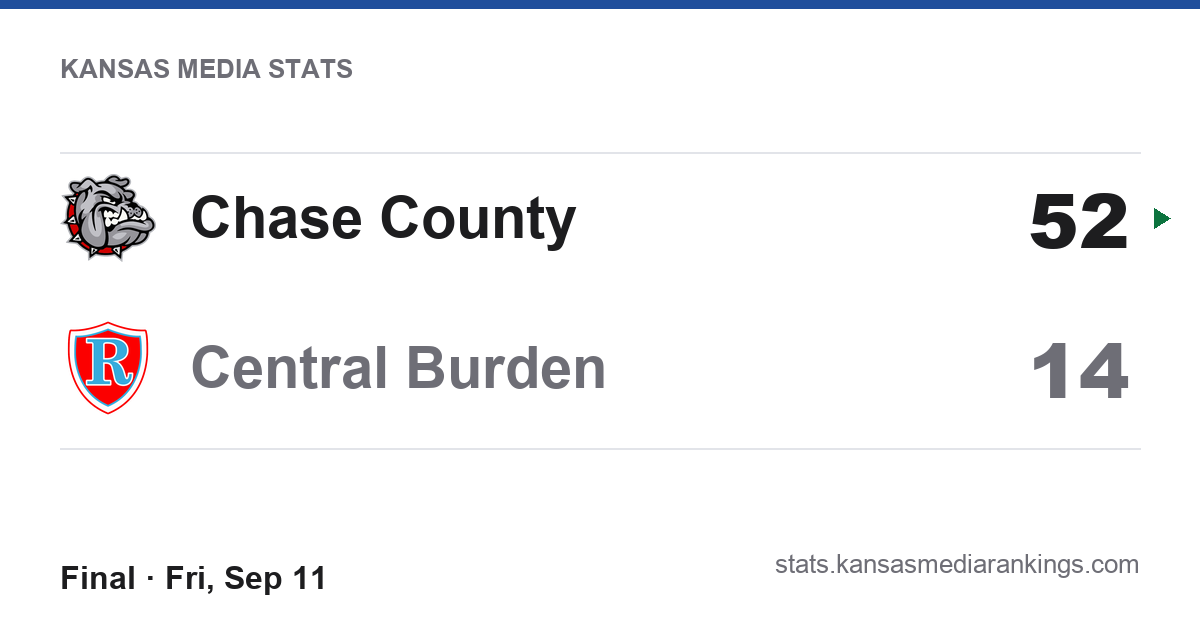 KANSAS MEDIA STATS
Chase County 52
R
Central Burden 14
Final · Fri, Sep 11
stats.kansasmediarankings.com